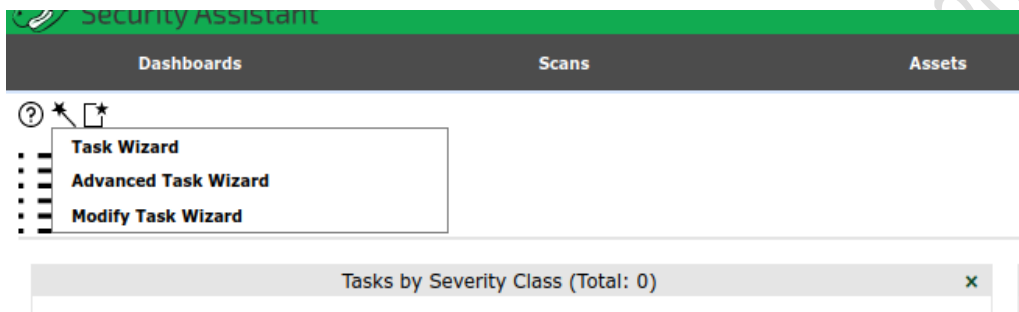 Security Assistant
Dashboards Scans Assets
?
Task Wizard
Advanced Task Wizard
Modify Task Wizard
Tasks by Severity Class (Total: 0) ×